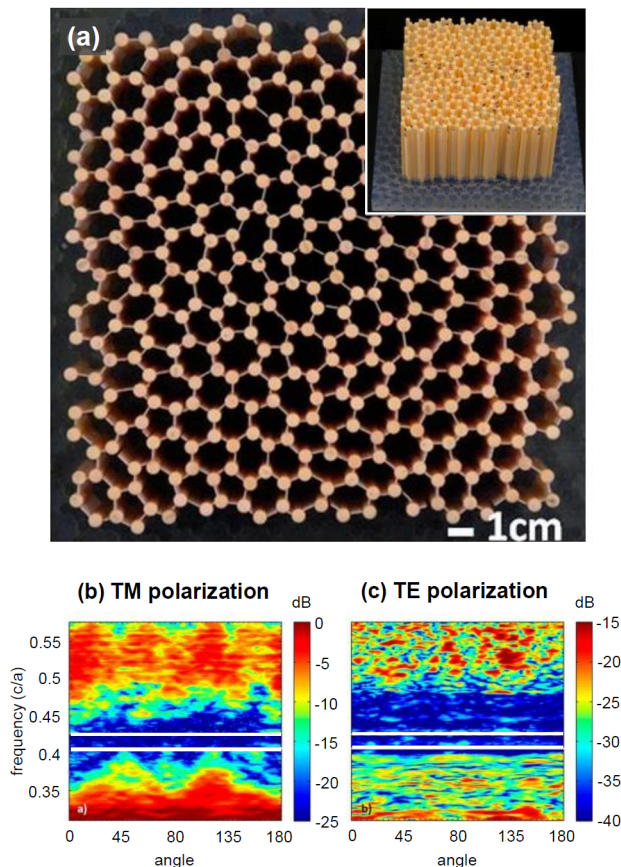 (a)
1cm
(b) TM polarization
(c) TE polarization
dB
dB
frequency (c/a)
0.55
0.5
0.45
0.4
0.35
0
-5
-10
-15
-20
-25
-15
-20
-25
-30
-35
-40
a)
b)
0 45 80 135 180
0 45 80 135 180
angle
angle